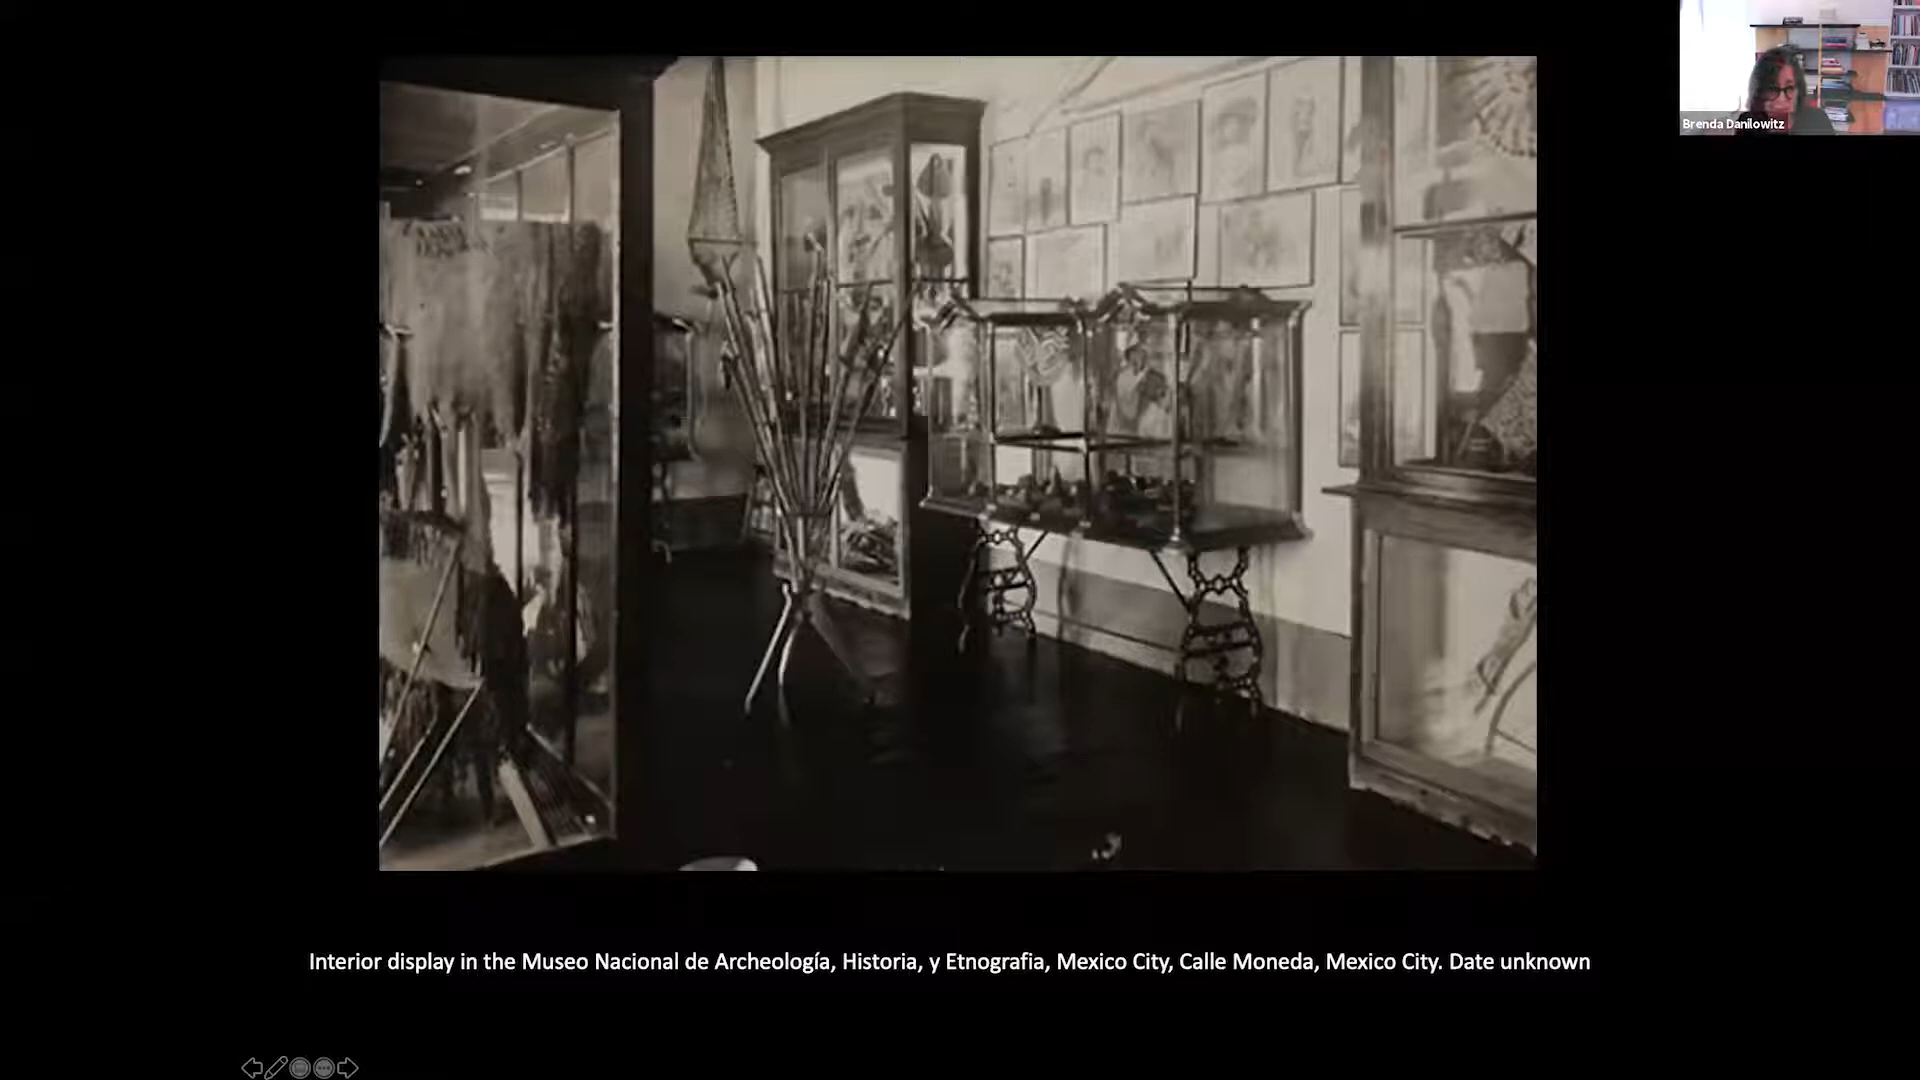 Brenda Danilowitz
Interior display in the Museo Nacional de Archeología, Historia, y Etnografia, Mexico City, Calle Moneda, Mexico City. Date unknown